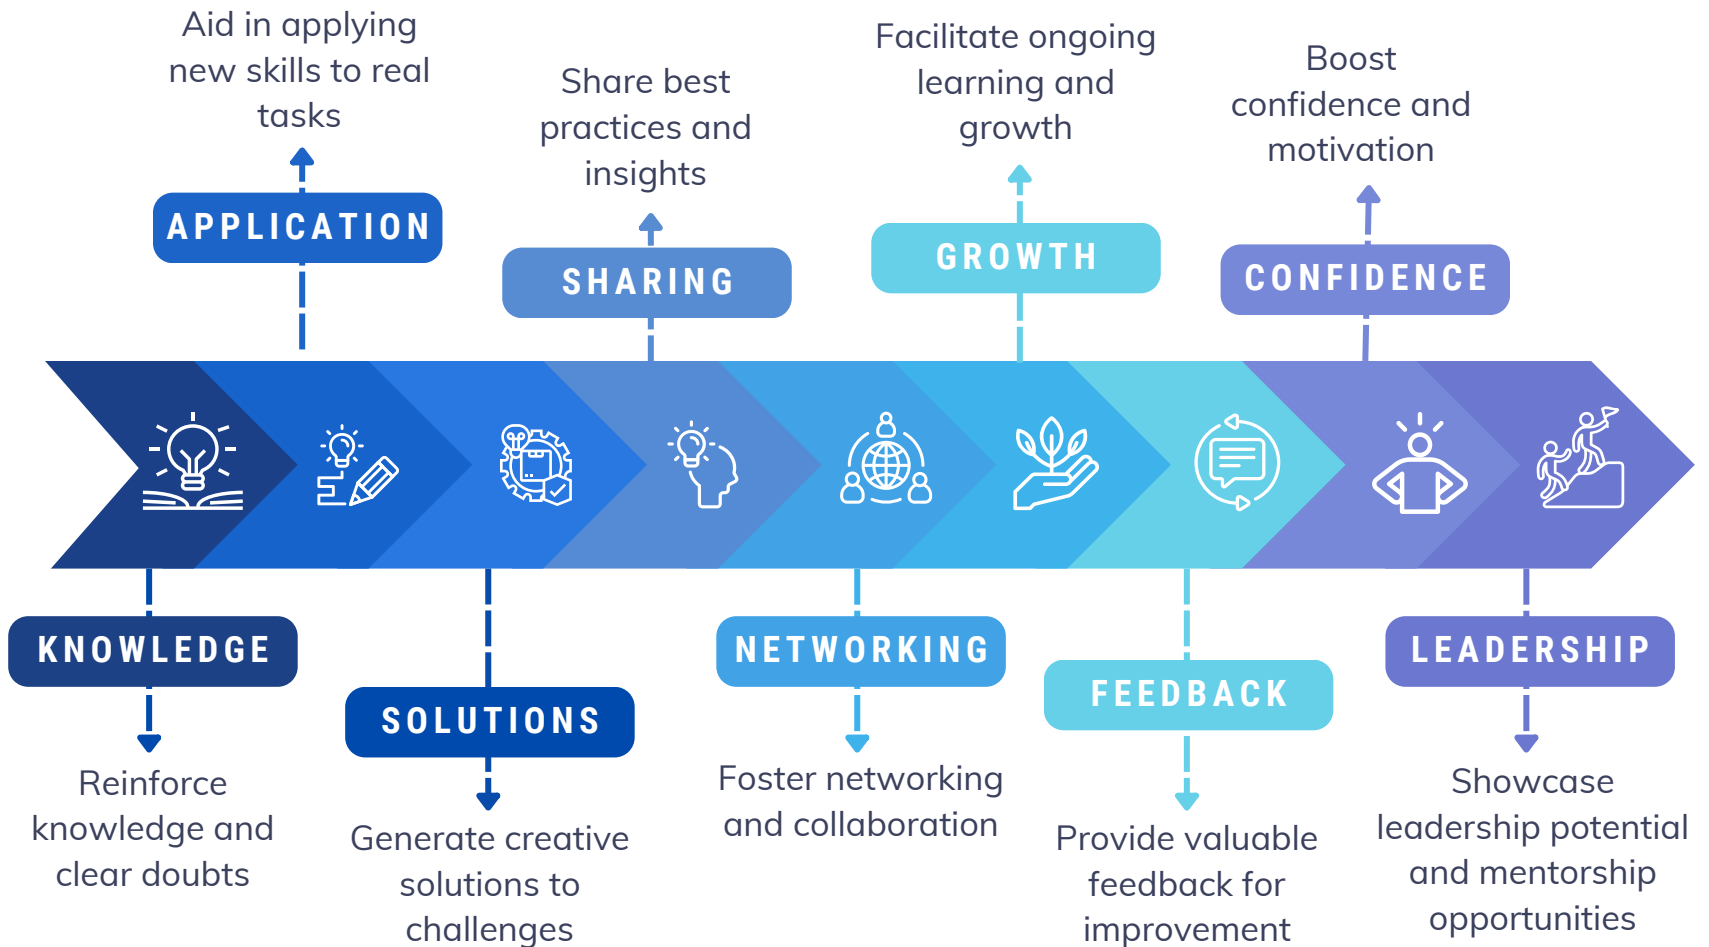 Aid in applying
new skills to real
tasks
APPLICATION
Share best
practices and
insights
SHARING
Facilitate ongoing
learning and
growth
GROWTH
Boost
confidence and
motivation
CONFIDENCE
KNOWLEDGE
Reinforce
knowledge and
clear doubts
SOLUTIONS
Generate creative
solutions to
challenges
NETWORKING
Foster networking
and collaboration
FEEDBACK
Provide valuable
feedback for
improvement
LEADERSHIP
Showcase
leadership potential
and mentorship
opportunities